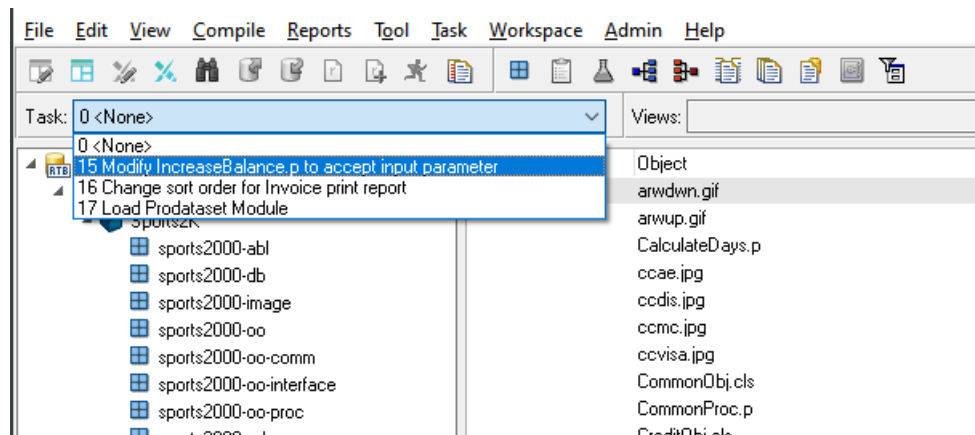 File Edit View Compile Reports Tool Task Workspace Admin Help
Task: 0 <None> Views:
0 <None>
15 Modify IncreaseBalance.p to accept input parameter
16 Change sort order for Invoice print report
17 Load Prodataset Module
RTB
Sports2K
sports2000-abl
sports2000-db
sports2000-image
sports2000-oo
sports2000-oo-comm
sports2000-oo-interface
sports2000-oo-proc
Object
arwdwn.gif
arwup.gif
CalculateDays.p
ccae.jpg
ccdis.jpg
ccmc.jpg
ccvisa.jpg
CommonObj.cls
CommonProc.p
CreditObj.cls